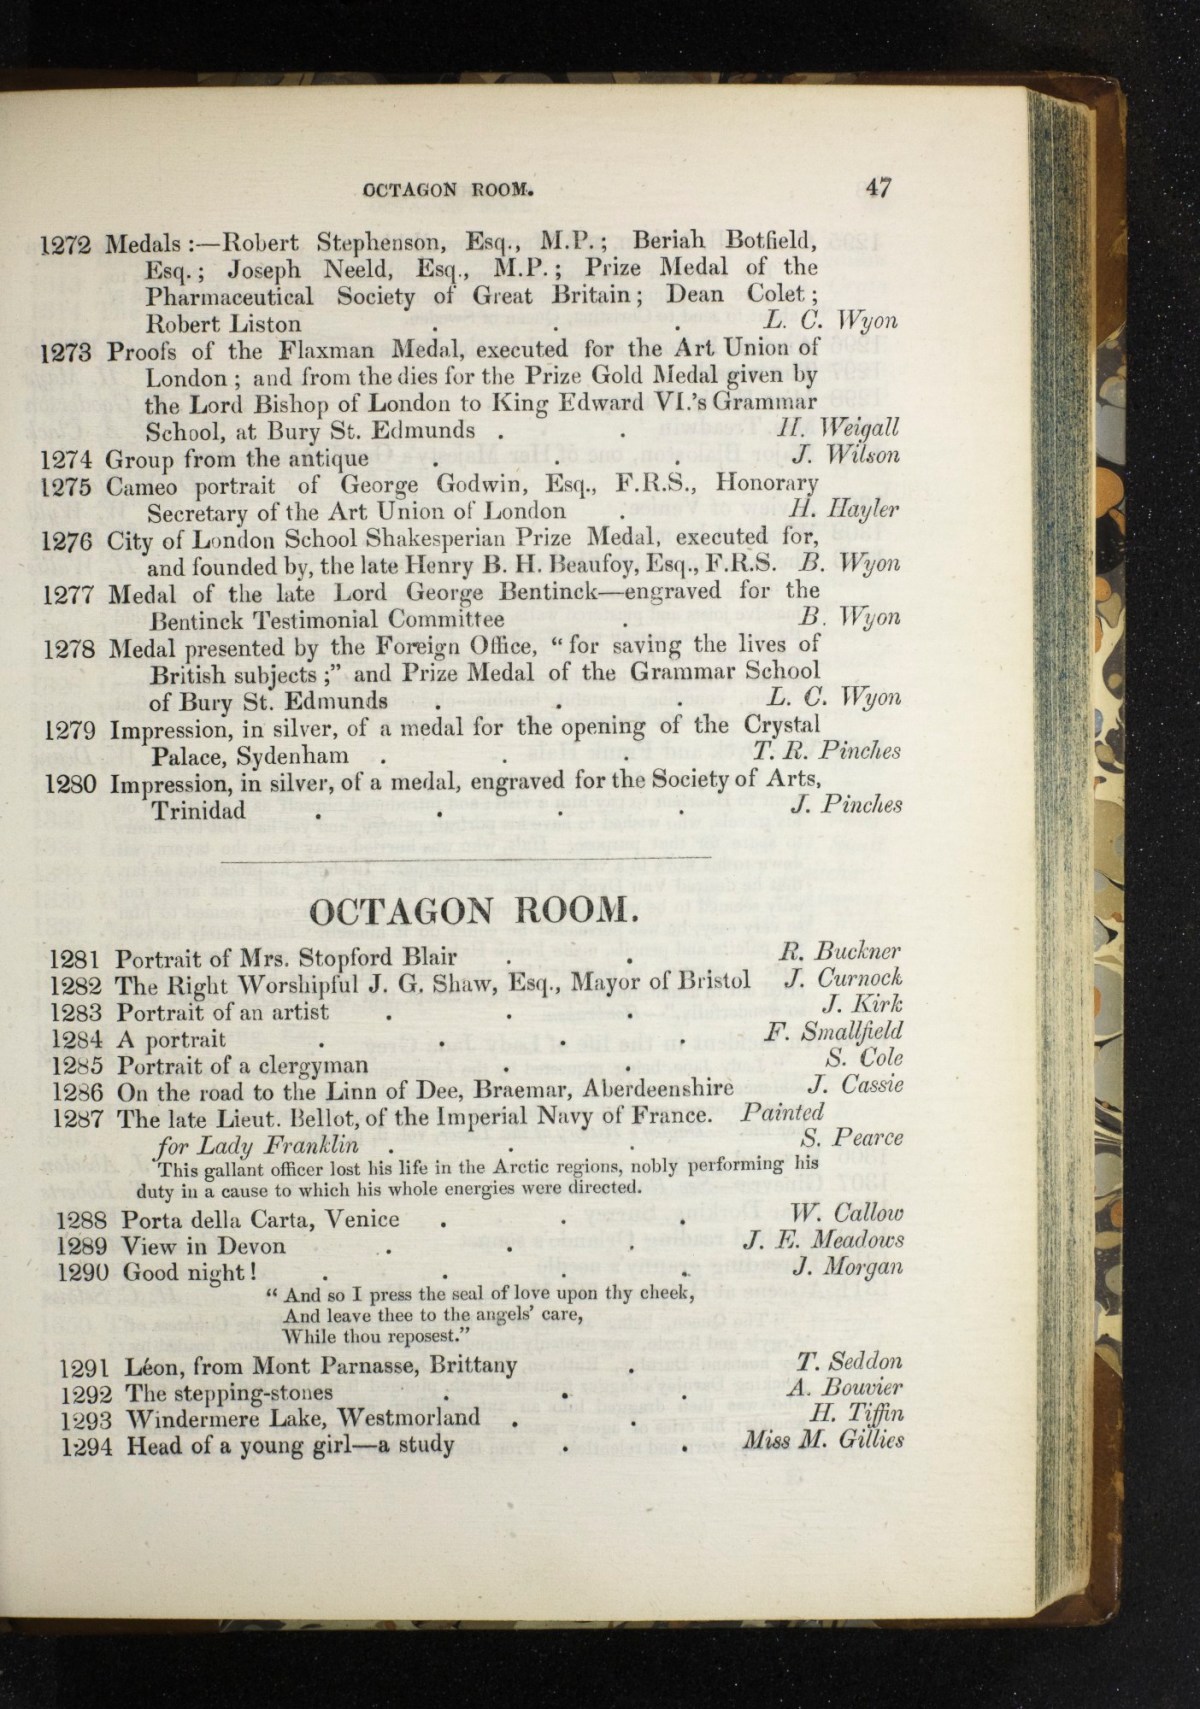 OCTAGON ROOM. 47
1272 Medals :—Robert Stephenson, Esq., M.P. ; Beriah Botfield,
Esq. ; Joseph Neeld, Esq., M.P. ; Prize Medal of the
Pharmaceutical Society of Great Britain ; Dean Colet ;
Robert Liston . . . L. C. Wyon
1273 Proofs of the Flaxman Medal, executed for the Art Union of
London ; and from the dies for the Prize Gold Medal given by
the Lord Bishop of London to King Edward VI.'s Grammar
School, at Bury St. Edmunds . . H. Weigall
1274 Group from the antique . . . J. Wilson
1275 Cameo portrait of George Godwin, Esq., F.R.S., Honorary
Secretary of the Art Union of London . H. Hayler
1276 City of London School Shakesperian Prize Medal, executed for,
and founded by, the late Henry B. H. Beaufoy, Esq., F.R.S. B. Wyon
1277 Medal of the late Lord George Bentinck—engraved for the
Bentinck Testimonial Committee . B. Wyon
1278 Medal presented by the Foreign Office, “ for saving the lives of
British subjects ;” and Prize Medal of the Grammar School
of Bury St. Edmunds . . . L. C. Wyon
1279 Impression, in silver, of a medal for the opening of the Crystal
Palace, Sydenham . . . T. R. Pinches
1280 Impression, in silver, of a medal, engraved for the Society of Arts,
Trinidad . . . . J. Pinches
OCTAGON ROOM.
1281 Portrait of Mrs. Stopford Blair . . R. Buckner
1282 The Right Worshipful J. G. Shaw, Esq., Mayor of Bristol J. Curnock
1283 Portrait of an artist . . . J. Kirk
1284 A portrait . . . . F. Smallfield
1285 Portrait of a clergyman . . S. Cole
1286 On the road to the Linn of Dee, Braemar, Aberdeenshire J. Cassie
1287 The late Lieut. Bellot, of the Imperial Navy of France. Painted
for Lady Franklin . . . S. Pearce
This gallant officer lost his life in the Arctic regions, nobly performing his
duty in a cause to which his whole energies were directed.
1288 Porta della Carta, Venice . . . W. Callow
1289 View in Devon . . . J. E. Meadows
1290 Good night ! . . . . J. Morgan
“ And so I press the seal of love upon thy cheek,
And leave thee to the angels' care,
While thou reposest.”
1291 Léon, from Mont Parnasse, Brittany . T. Seddon
1292 The stepping-stones . . . A. Bouvier
1293 Windermere Lake, Westmorland . . H. Tiffin
1294 Head of a young girl—a study . . Miss M. Gillies